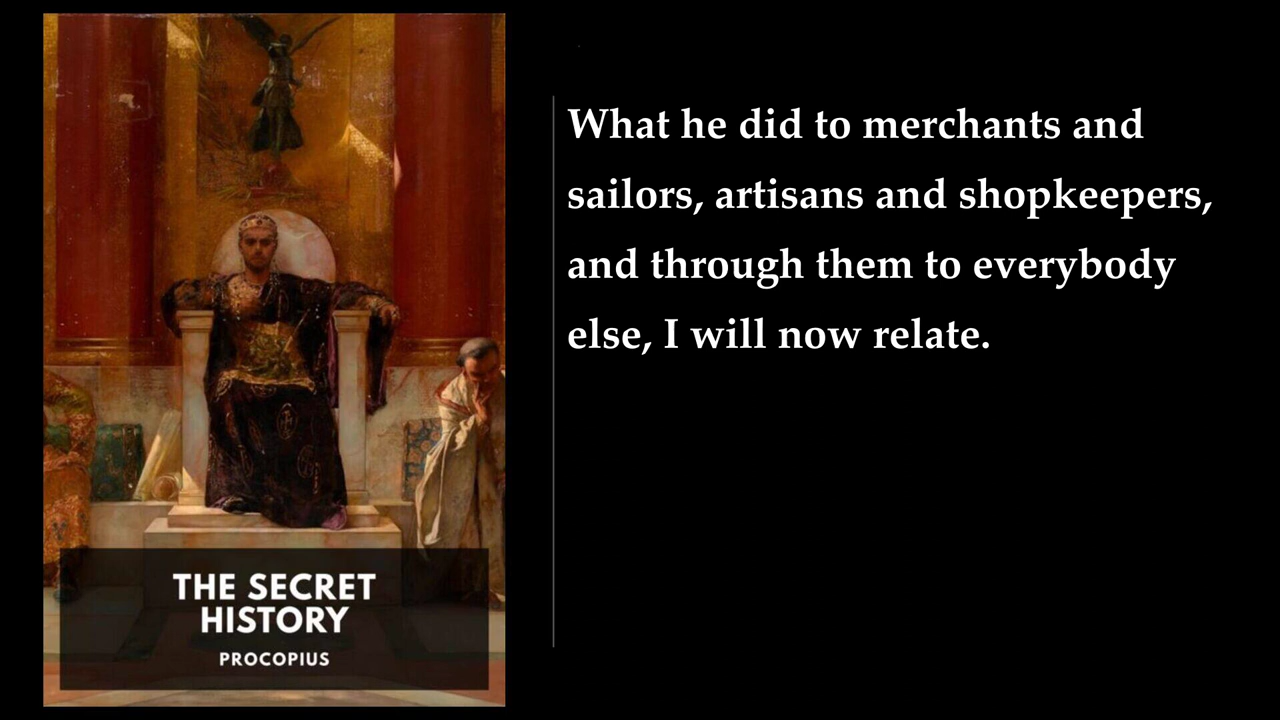 What he did to merchants and
sailors, artisans and shopkeepers,
and through them to everybody
else, I will now relate.
THE SECRET
HISTORY
PROCOPIUS